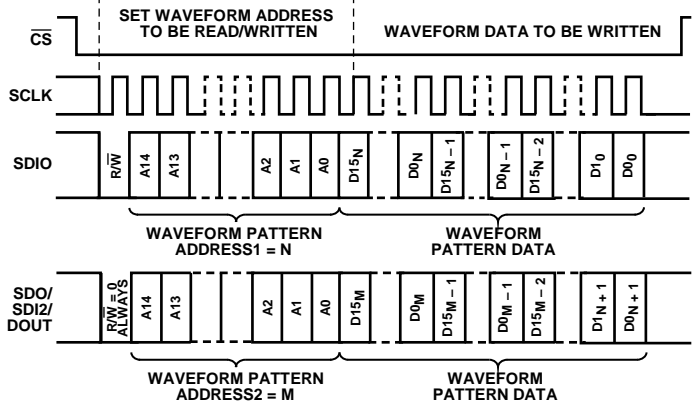 SET WAVEFORM ADDRESS
TO BE READ/WRITTEN
WAVEFORM DATA TO BE WRITTEN
CS
SCLK
SDIO
R/W
A14
A13
A2
A1
A0
D15N
D0N
D15N – 1
D0N – 1
D15N – 2
D10
D00
WAVEFORM PATTERN
ADDRESS1 = N
WAVEFORM
PATTERN DATA
SDO/
SDI2/
DOUT
R/W = 0
ALWAYS
A14
A13
A2
A1
A0
D15M
D0M
D15M – 1
D0M – 1
D15M – 2
D1N + 1
D0N + 1
WAVEFORM PATTERN
ADDRESS2 = M
WAVEFORM
PATTERN DATA